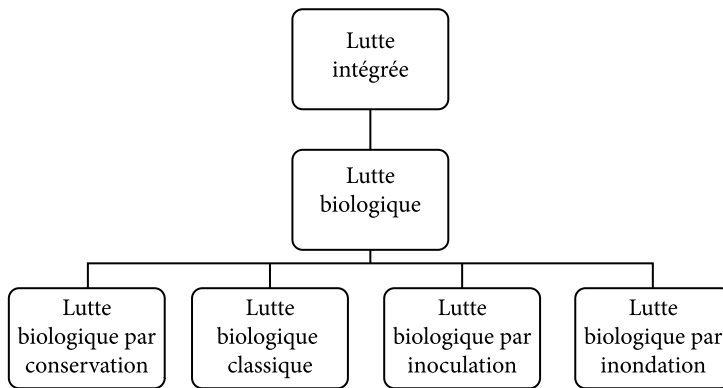 Lutte
intégrée
Lutte
biologique
Lutte
biologique par
conservation
Lutte
biologique
classique
Lutte
biologique par
inoculation
Lutte
biologique par
inondation